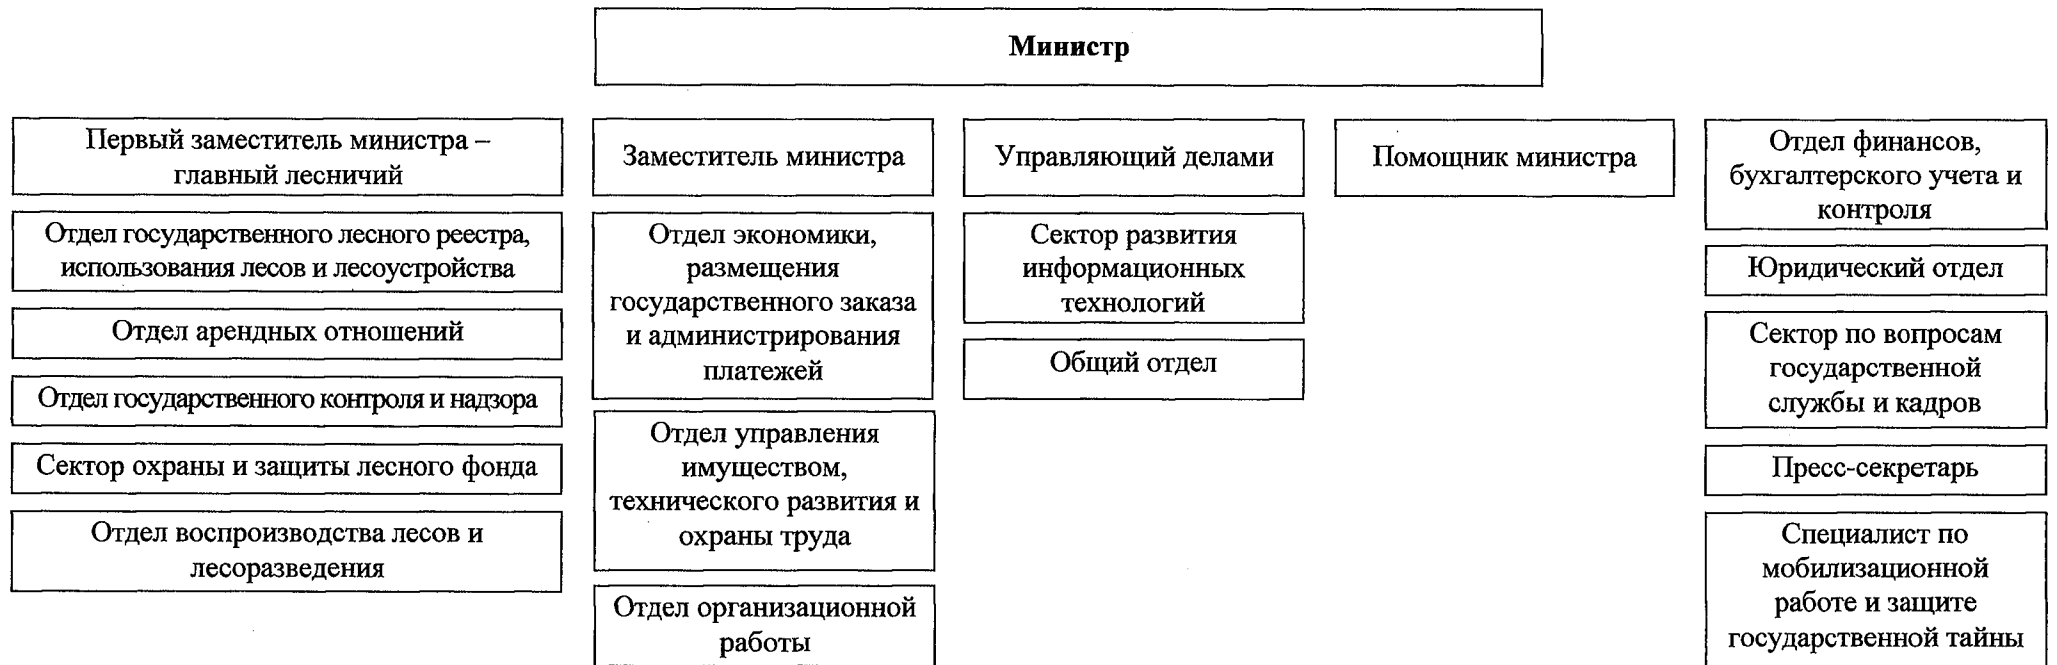 Министр
Первый заместитель министра –
главный лесничий
Отдел государственного лесного реестра,
использования лесов и лесоустройства
Отдел арендных отношений
Отдел государственного контроля и надзора
Сектор охраны и защиты лесного фонда
Отдел воспроизводства лесов и
лесоразведения
Заместитель министра
Отдел экономики,
размещения
государственного заказа
и администрирования
платежей
Отдел управления
имуществом,
технического развития и
охраны труда
Отдел организационной
работы
Управляющий делами
Сектор развития
информационных
технологий
Общий отдел
Помощник министра
Отдел финансов,
бухгалтерского учета и
контроля
Юридический отдел
Сектор по вопросам
государственной
службы и кадров
Пресс-секретарь
Специалист по
мобилизационной
работе и защите
государственной тайны